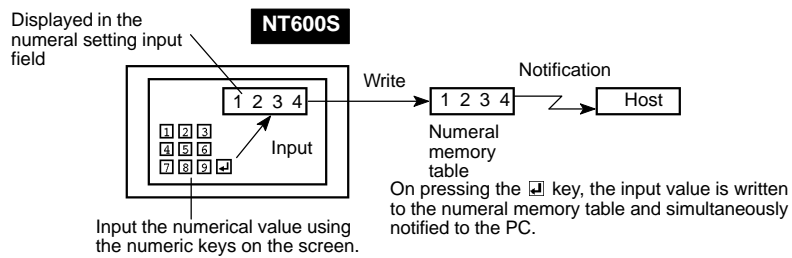 Displayed in the
numeral setting input
field
NT600S
1 2 3 4
Write
1 2 3 4
Notification
Host
1 2 3
4 5 6
7 8 9 ↵
Input
Numeral
memory
table
On pressing the ↵ key, the input value is written
to the numeral memory table and simultaneously
notified to the PC.
Input the numerical value using
the numeric keys on the screen.